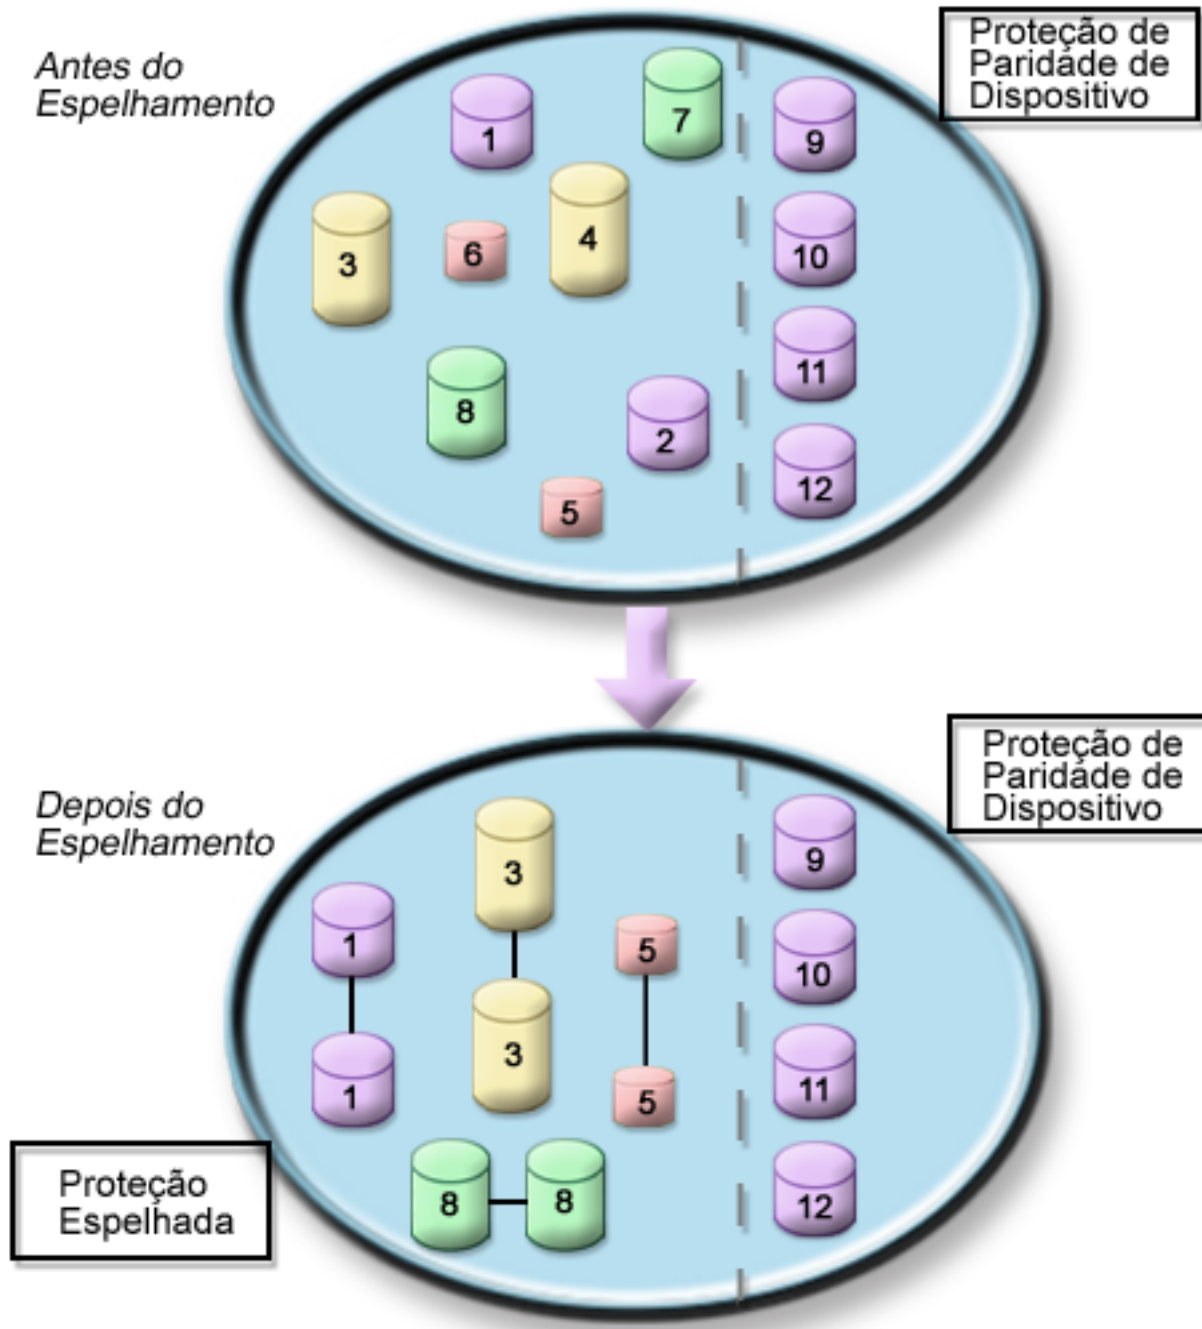 Antes do
Espelhamento
Proteção de
Paridade de
Dispositivo
1
7
9
3
6
4
10
8
2
11
5
12
Depois do
Espelhamento
Proteção de
Paridade de
Dispositivo
3
9
1
5
10
3
1
5
11
Proteção
Espelhada
8
8
12